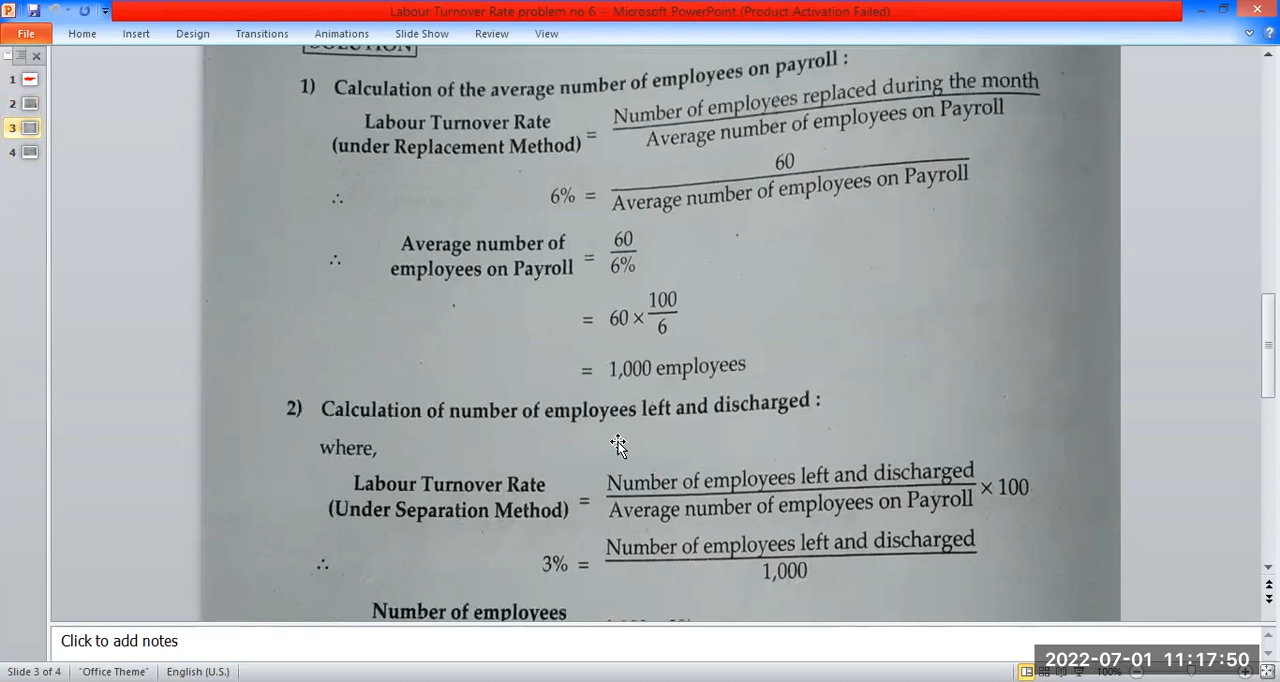 Labour Turnover Rate problem no 6 - Microsoft PowerPoint (Product Activation Failed)
File Home Insert Design Transitions Animations Slide Show Review View
SOLUTION
1) Calculation of the average number of employees on payroll :
Labour Turnover Rate
(under Replacement Method) = Number of employees replaced during the month
Average number of employees on Payroll
∴ 6% = 60
Average number of employees on Payroll
∴ Average number of
employees on Payroll = 60
6%
= 60 × 100
6
= 1,000 employees
2) Calculation of number of employees left and discharged :
where,
Labour Turnover Rate
(Under Separation Method) = Number of employees left and discharged
Average number of employees on Payroll × 100
∴ 3% = Number of employees left and discharged
1,000
Number of employees
1
2
3
4
Click to add notes
2022-07-01 11:17:50
Slide 3 of 4 "Office Theme" English (U.S.) 100%